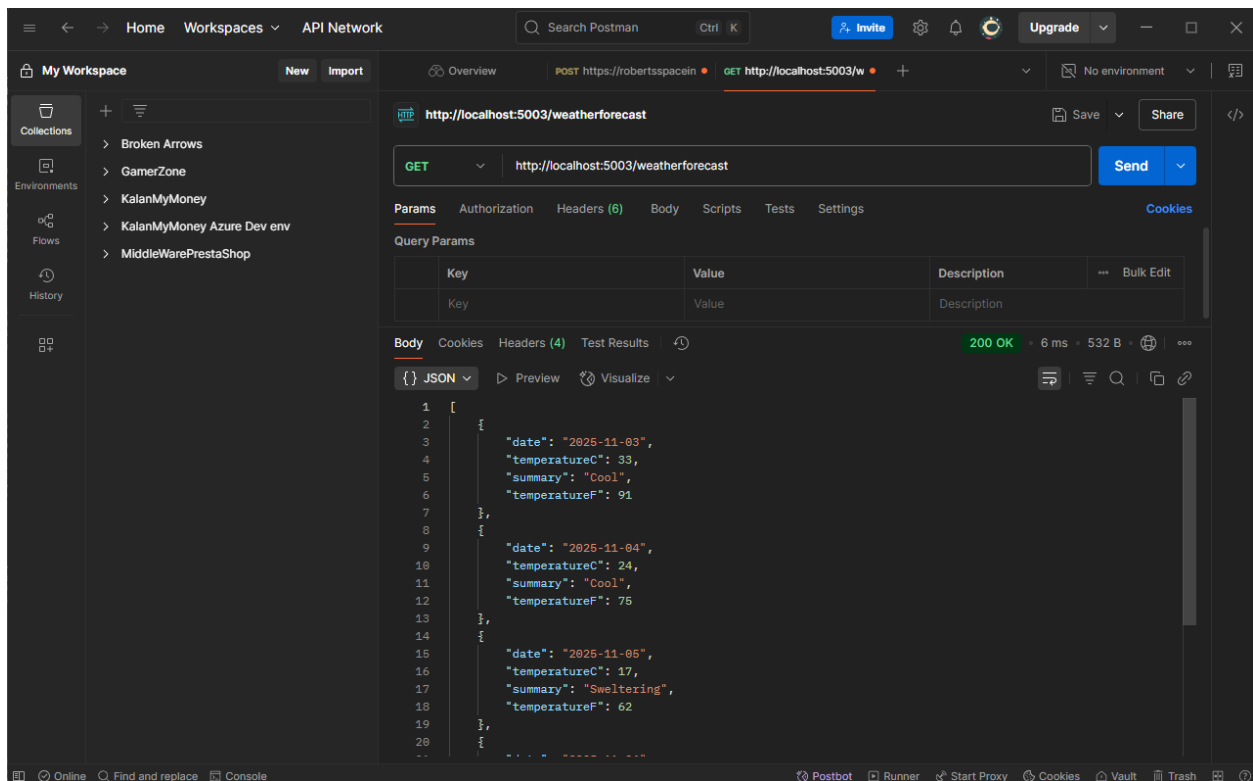 Home Workspaces API Network Search Postman Ctrl K Invite Upgrade
My Workspace New Import Overview POST https://robertsspacein GET http://localhost:5003/w No environment
Collections
Environments
Flows
History
Broken Arrows
GamerZone
KalanMyMoney
KalanMyMoney Azure Dev env
MiddleWarePrestaShop
HTTP http://localhost:5003/weatherforecast Save Share
GET http://localhost:5003/weatherforecast Send
Params Authorization Headers (6) Body Scripts Tests Settings Cookies
Query Params
Key Value Description Bulk Edit
Key Value Description
Body Cookies Headers (4) Test Results 200 OK 6 ms 532 B
{} JSON Preview Visualize
1 [
2 {
3 "date": "2025-11-03",
4 "temperatureC": 33,
5 "summary": "Cool",
6 "temperatureF": 91
7 },
8 {
9 "date": "2025-11-04",
10 "temperatureC": 24,
11 "summary": "Cool",
12 "temperatureF": 75
13 },
14 {
15 "date": "2025-11-05",
16 "temperatureC": 17,
17 "summary": "Sweltering",
18 "temperatureF": 62
19 },
20 {
Online Find and replace Console Postbot Runner Start Proxy Cookies Vault Trash